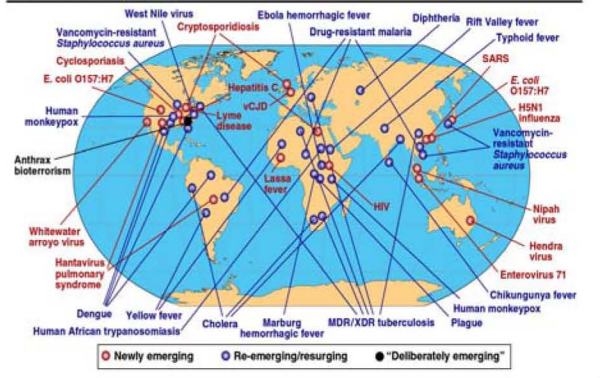 West Nile virus
Cryptosporidiosis
Ebola hemorrhagic fever
Drug-resistant malaria
Diphtheria
Rift Valley fever
Typhoid fever
Vancomycin-resistant
Staphylococcus aureus
Cyclosporiasis
E. coli O157:H7
Human
monkeypox
Anthrax
bioterrorism
Hepatitis C
vCJD
Lyme
disease
Lassa
fever
HIV
SARS
E. coli
O157:H7
H5N1
influenza
Vancomycin-
resistant
Staphylococcus
aureus
Nipah
virus
Hendra
virus
Enterovirus 71
Chikungunya fever
Human monkeypox
Plague
Whitewater
arroyo virus
Hantavirus
pulmonary
syndrome
Dengue
Yellow fever
Human African trypanosomiasis
Cholera
Marburg
hemorrhagic fever
MDR/XDR tuberculosis
Newly emerging
Re-emerging/resurging
"Deliberately emerging"